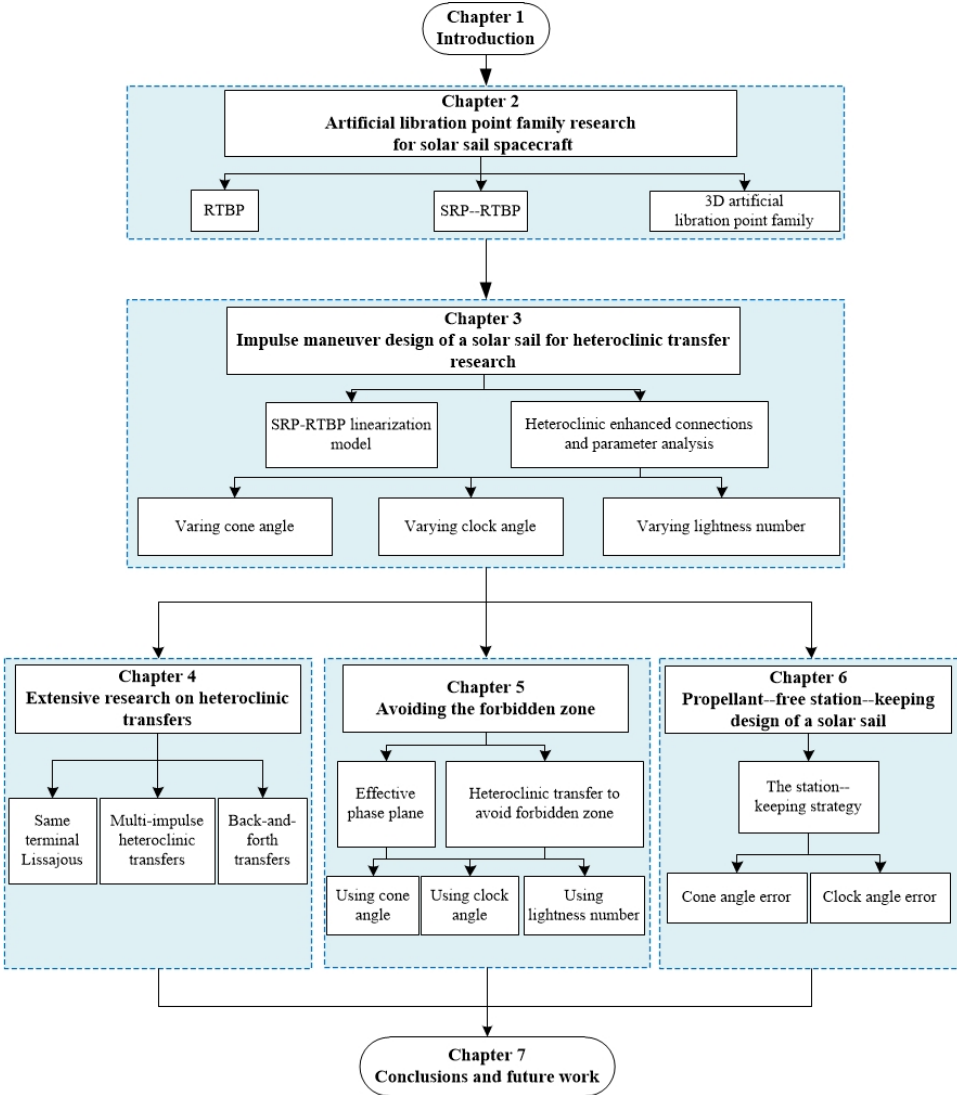 Chapter 1
Introduction
Chapter 2
Artificial libration point family research
for solar sail spacecraft
RTBP
SRP--RTBP
3D artificial
libration point family
Chapter 3
Impulse maneuver design of a solar sail for heteroclinic transfer
research
SRP-RTBP linearization
model
Heteroclinic enhanced connections
and parameter analysis
Varing cone angle
Varying clock angle
Varying lightness number
Chapter 4
Extensive research on heteroclinic
transfers
Same
terminal
Lissajous
Multi-impulse
heteroclinic
transfers
Back-and-
forth
transfers
Chapter 5
Avoiding the forbidden zone
Effective
phase plane
Heteroclinic transfer to
avoid forbidden zone
Using cone
angle
Using clock
angle
Using
lightness number
Chapter 6
Propellant--free station--keeping
design of a solar sail
The station--
keeping strategy
Cone angle error
Clock angle error
Chapter 7
Conclusions and future work